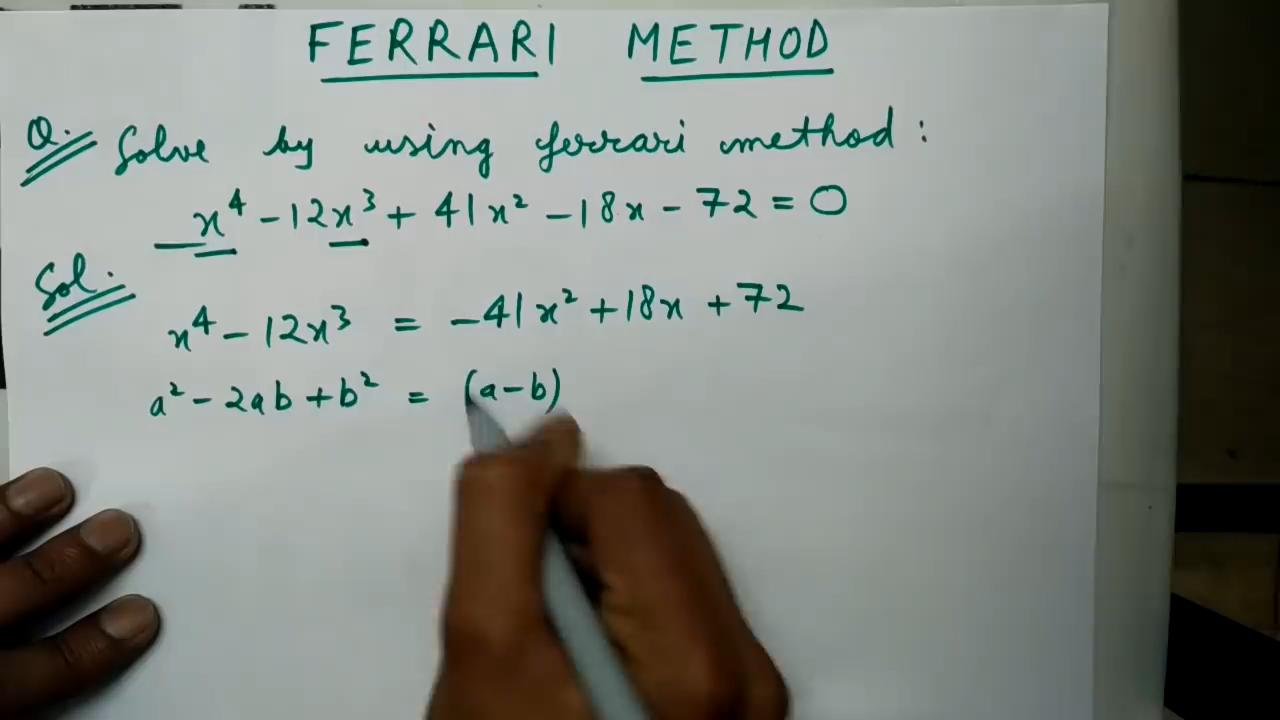 FERRARI METHOD
Q. Solve by using ferrari method :
x⁴ - 12x³ + 41x² - 18x - 72 = 0
Sol.
x⁴ - 12x³ = -41x² + 18x + 72
a² - 2ab + b² = (a - b)